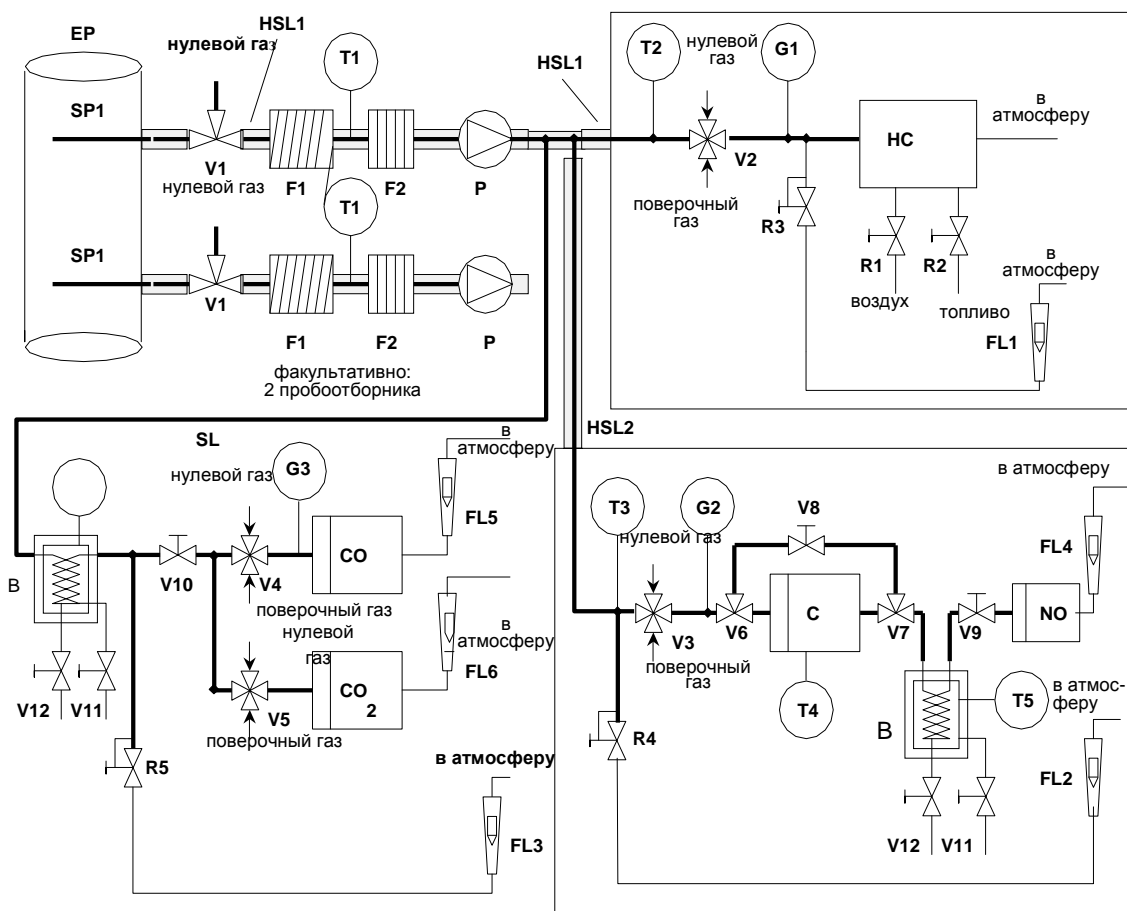 EP
HSL1
нулевой газ
SP1
V1
нулевой газ
T1
F1
F2
P
T1
SP1
V1
F1
F2
P
факультативно:
2 пробоотборника
HSL1
T2
нулевой
газ
G1
V2
поверочный
газ
HC
в
атмосферу
R3
R1
воздух
R2
топливо
в
атмосферу
FL1
SL
нулевой газ
G3
в
атмосферу
FL5
B
V10
V4
CO
поверочный газ
нулевой
газ
в
атмосферу
FL6
V12
V11
V5
CO
2
поверочный газ
R5
в атмосферу
FL3
HSL2
T3
нулевой газ
G2
V8
в атмосферу
FL4
V3
поверочный
газ
V6
C
V7
V9
NO
T4
B
T5
в атмос-
феру
R4
FL2
V12
V11